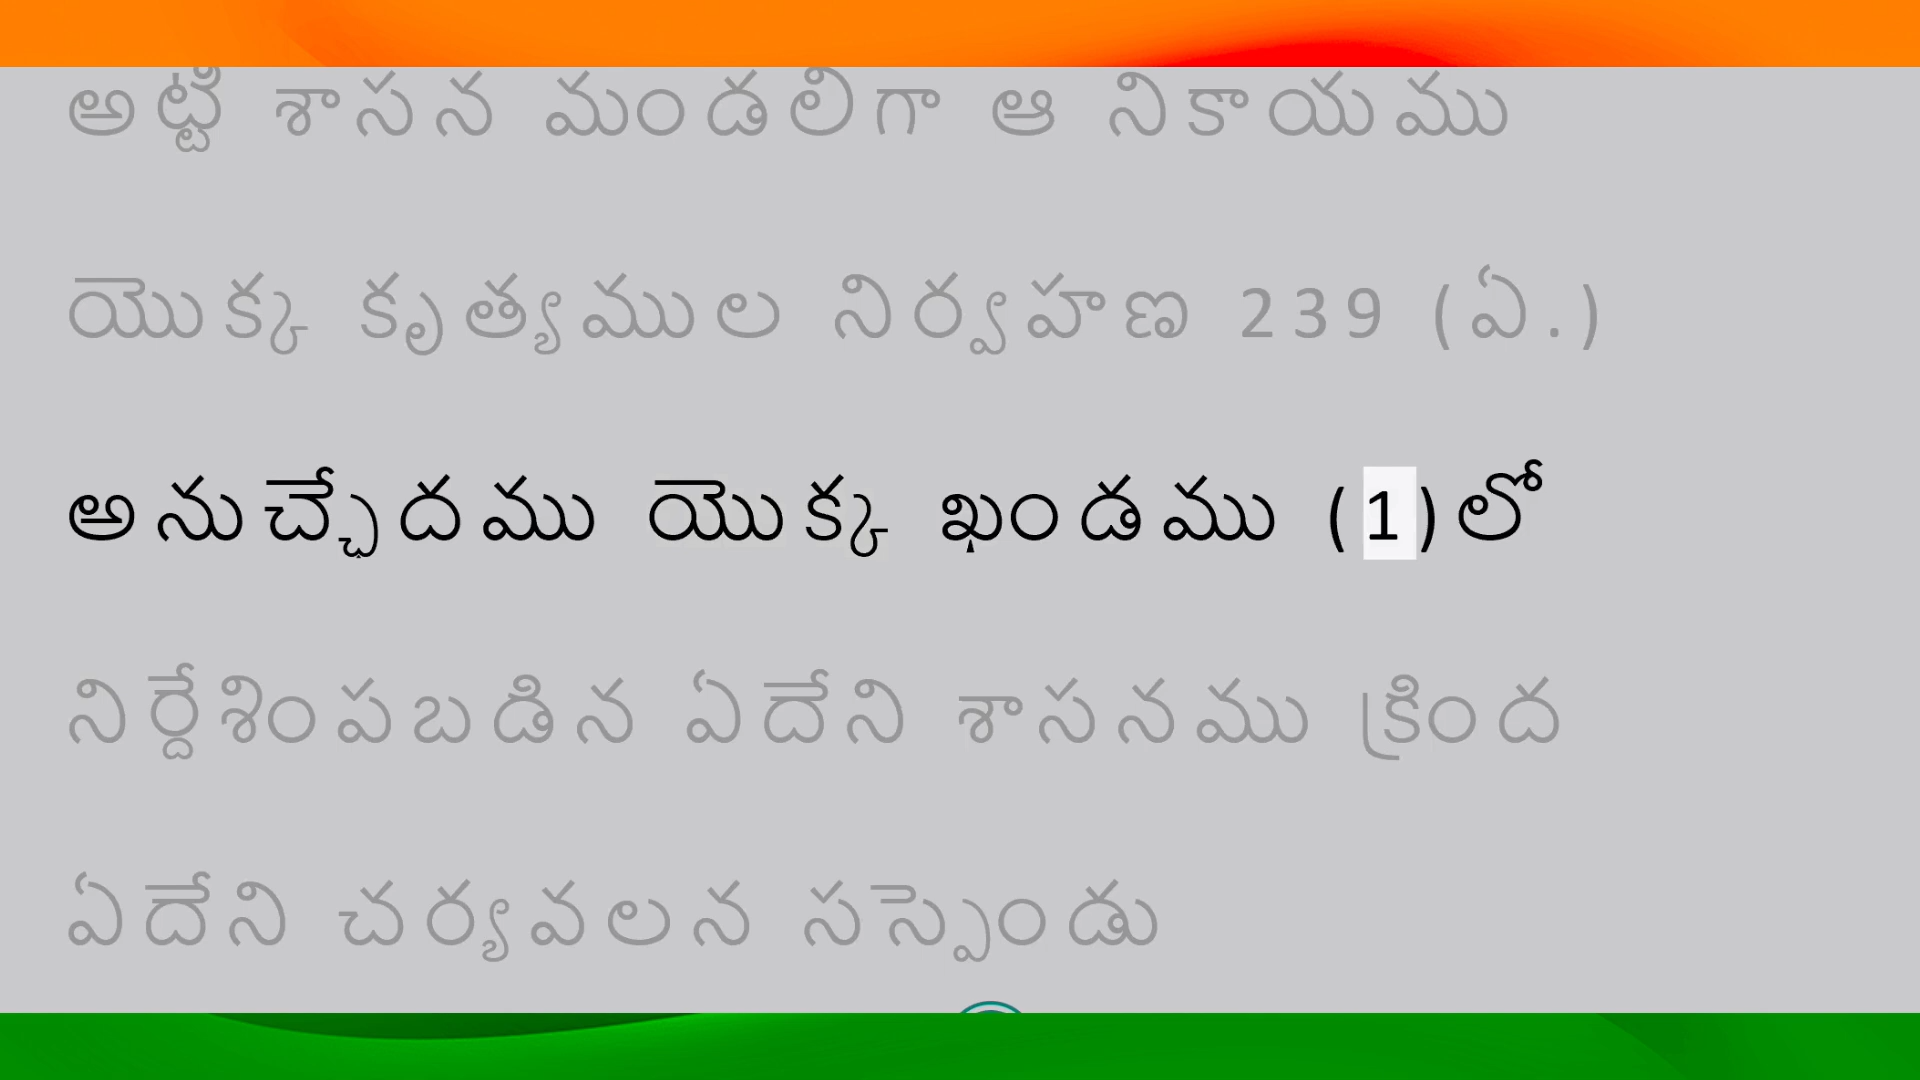 అట్టి శాసన మండలిగా ఆ నికాయము
యొక్క కృత్యముల నిర్వహణ 239 (ఏ.)
అనుచ్ఛేదము యొక్క ఖండము (1)లో
నిర్దేశింపబడిన ఏదేని శాసనము క్రింద
ఏదేని చర్యవలన సస్పెండు